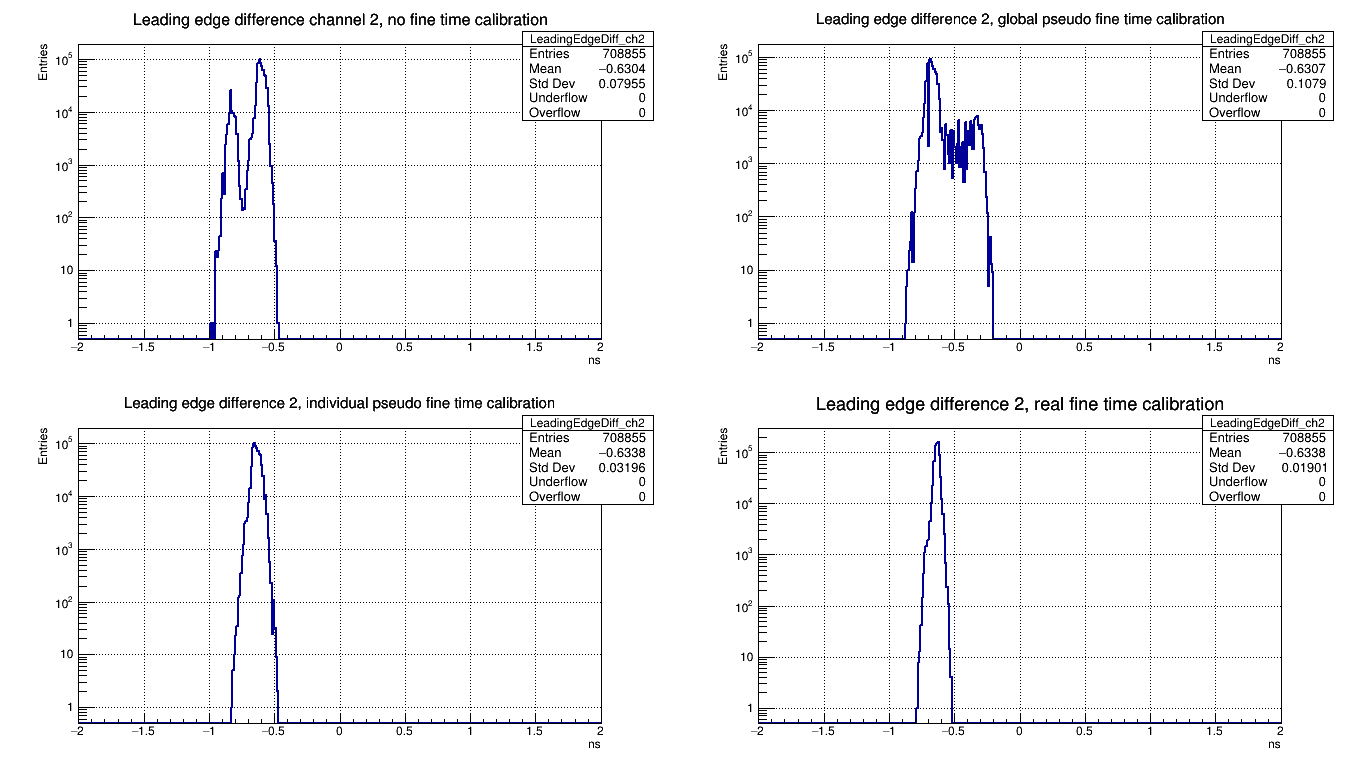 Leading edge difference channel 2, no fine time calibration
Entries
LeadingEdgeDiff_ch2
Entries 708855
Mean −0.6304
Std Dev 0.07955
Underflow 0
Overflow 0
10⁵
10⁴
10³
10²
10
1
−2 −1.5 −1 −0.5 0 0.5 1 1.5 2
ns
Leading edge difference 2, global pseudo fine time calibration
Entries
LeadingEdgeDiff_ch2
Entries 708855
Mean −0.6307
Std Dev 0.1079
Underflow 0
Overflow 0
10⁵
10⁴
10³
10²
10
1
−2 −1.5 −1 −0.5 0 0.5 1 1.5 2
ns
Leading edge difference 2, individual pseudo fine time calibration
Entries
LeadingEdgeDiff_ch2
Entries 708855
Mean −0.6338
Std Dev 0.03196
Underflow 0
Overflow 0
10⁵
10⁴
10³
10²
10
1
−2 −1.5 −1 −0.5 0 0.5 1 1.5 2
ns
Leading edge difference 2, real fine time calibration
Entries
LeadingEdgeDiff_ch2
Entries 708855
Mean −0.6338
Std Dev 0.01901
Underflow 0
Overflow 0
10⁵
10⁴
10³
10²
10
1
−2 −1.5 −1 −0.5 0 0.5 1 1.5 2
ns